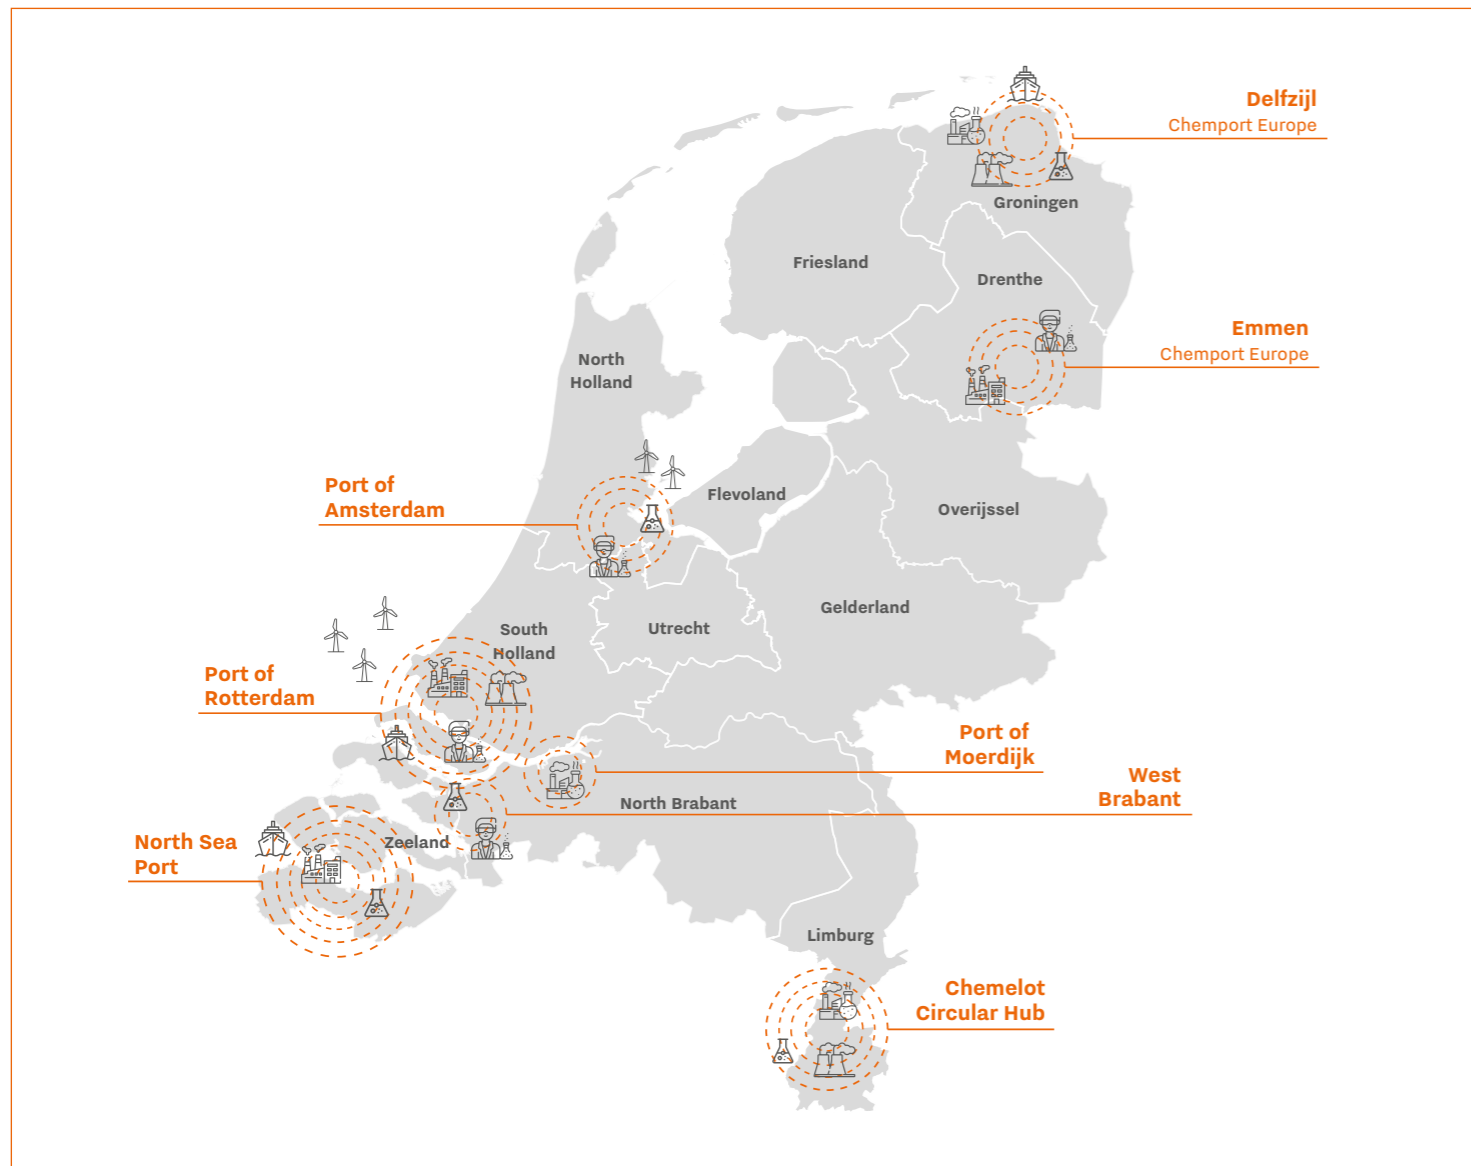 Delfzijl
Chemport Europe
Groningen
Friesland
Drenthe
Emmen
Chemport Europe
North
Holland
Port of
Amsterdam
Flevoland
Overijssel
Gelderland
South
Holland
Utrecht
Port of
Rotterdam
Port of
Moerdijk
West
Brabant
North Brabant
North Sea
Port
Zeeland
Limburg
Chemelot
Circular Hub